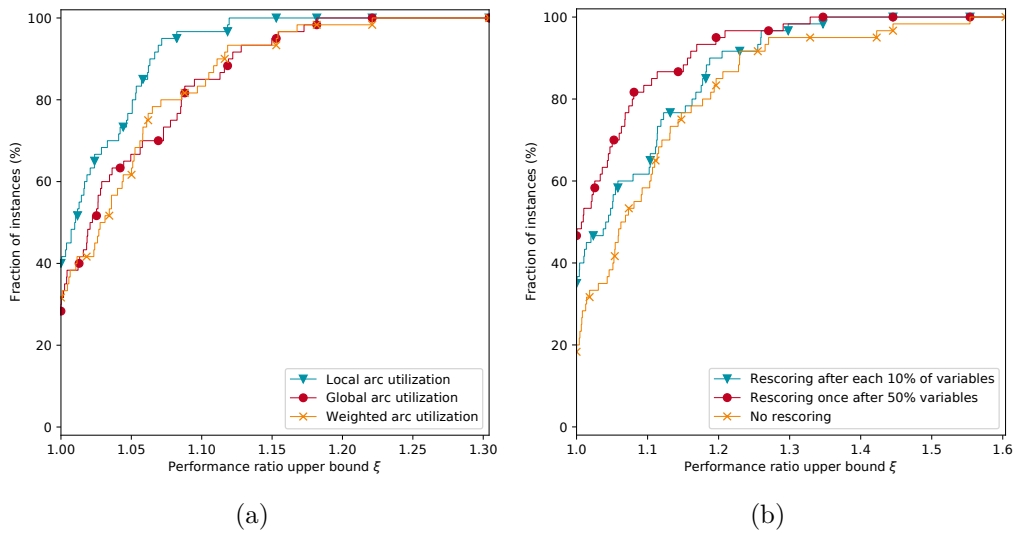 100
80
60
40
20
0
Fraction of instances (%)
Local arc utilization
Global arc utilization
Weighted arc utilization
1.00 1.05 1.10 1.15 1.20 1.25 1.30
Performance ratio upper bound ξ
(a)
100
80
60
40
20
0
Fraction of instances (%)
Rescoring after each 10% of variables
Rescoring once after 50% variables
No rescoring
1.0 1.1 1.2 1.3 1.4 1.5 1.6
Performance ratio upper bound ξ
(b)